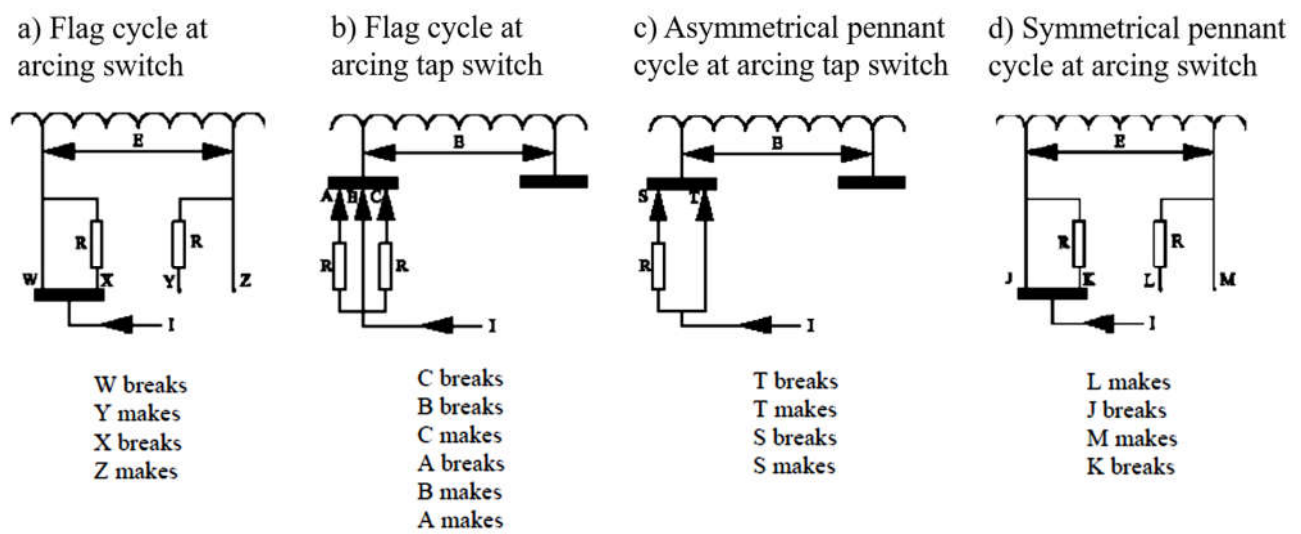 a) Flag cycle at
arcing switch
E
R
R
W
X
Y
Z
I
W breaks
Y makes
X breaks
Z makes
b) Flag cycle at
arcing tap switch
B
A
B
C
R
R
I
C breaks
B breaks
C makes
A breaks
B makes
A makes
c) Asymmetrical pennant
cycle at arcing tap switch
B
S
T
R
I
T breaks
T makes
S breaks
S makes
d) Symmetrical pennant
cycle at arcing switch
E
R
R
J
K
L
M
I
L makes
J breaks
M makes
K breaks